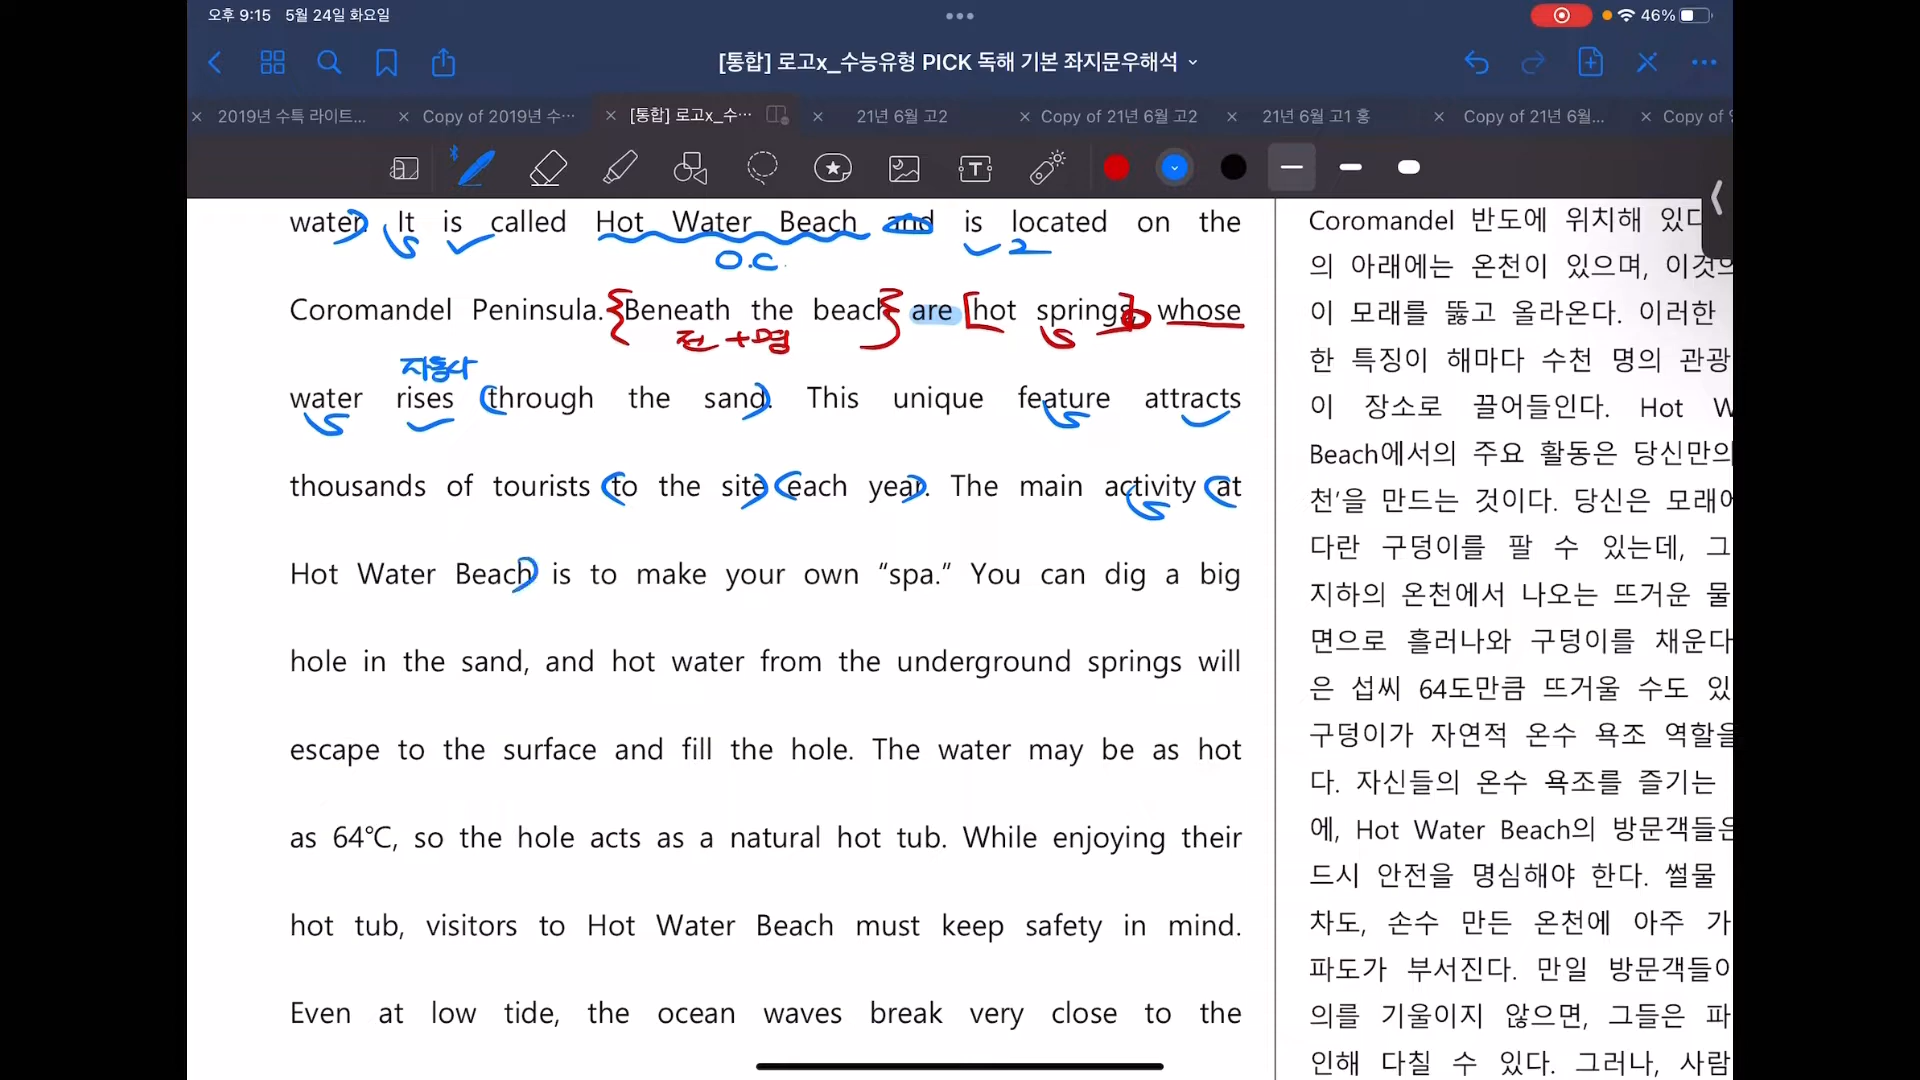 오후 9:15 5월 24일 화요일
46%
[통합] 로고x_수능유형 PICK 독해 기본 좌지문우해석
2019년 수특 라이트...
Copy of 2019년 수...
[통합] 로고x_수...
21년 6월 고2
Copy of 21년 6월 고2
21년 6월 고1 홍
Copy of 21년 6월...
Copy of
water. It is called Hot Water Beach and is located on the
S 2
O.C.
Coromandel Peninsula. Beneath the beach are hot springs whose
전+명 S
자동사
water rises through the sand. This unique feature attracts
S S
thousands of tourists to the site each year. The main activity at
S
Hot Water Beach is to make your own “spa.” You can dig a big
hole in the sand, and hot water from the underground springs will
escape to the surface and fill the hole. The water may be as hot
as 64℃, so the hole acts as a natural hot tub. While enjoying their
hot tub, visitors to Hot Water Beach must keep safety in mind.
Even at low tide, the ocean waves break very close to the
Coromandel 반도에 위치해 있다
의 아래에는 온천이 있으며, 이것의
이 모래를 뚫고 올라온다. 이러한
한 특징이 해마다 수천 명의 관광
이 장소로 끌어들인다. Hot W
Beach에서의 주요 활동은 당신만의
천’을 만드는 것이다. 당신은 모래에
다란 구덩이를 팔 수 있는데, 그
지하의 온천에서 나오는 뜨거운 물
면으로 흘러나와 구덩이를 채운다
은 섭씨 64도만큼 뜨거울 수도 있
구덩이가 자연적 온수 욕조 역할을
다. 자신들의 온수 욕조를 즐기는
에, Hot Water Beach의 방문객들은
드시 안전을 명심해야 한다. 썰물
차도, 손수 만든 온천에 아주 가
파도가 부서진다. 만일 방문객들이
의를 기울이지 않으면, 그들은 파
인해 다칠 수 있다. 그러나, 사람